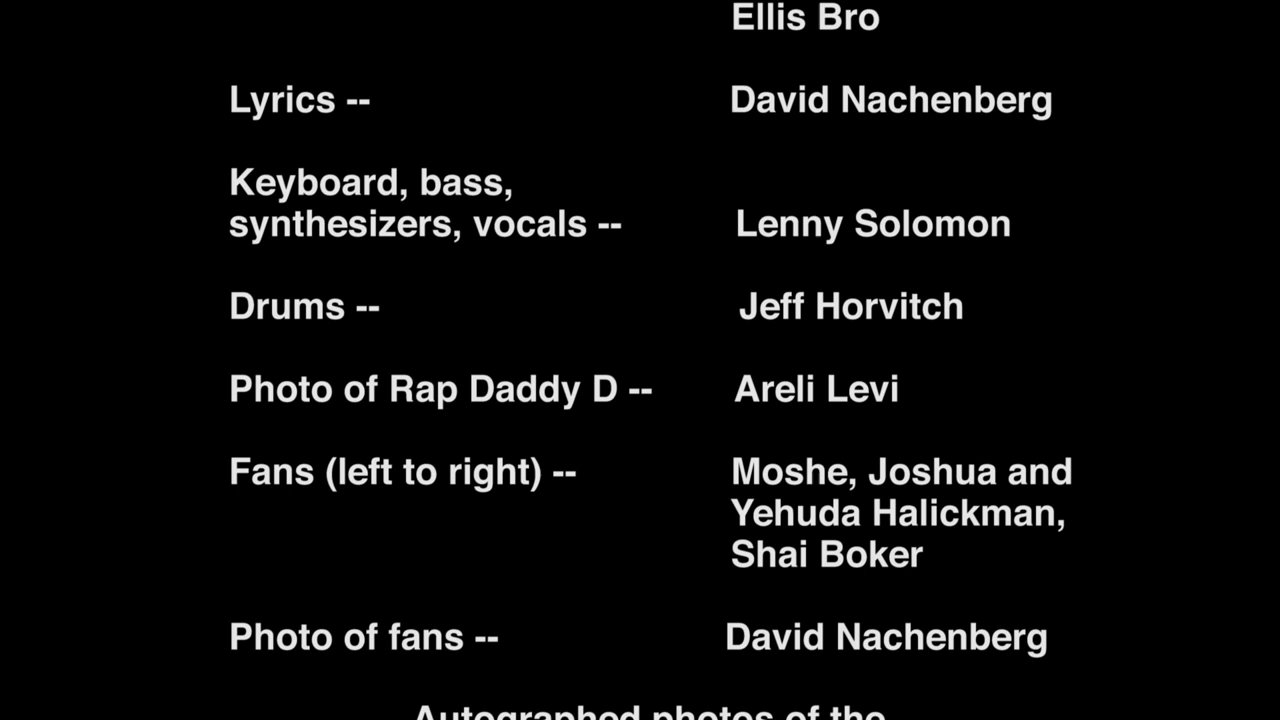 Ellis Bro
Lyrics -- David Nachenberg
Keyboard, bass,
synthesizers, vocals -- Lenny Solomon
Drums -- Jeff Horvitch
Photo of Rap Daddy D -- Areli Levi
Fans (left to right) -- Moshe, Joshua and
Yehuda Halickman,
Shai Boker
Photo of fans -- David Nachenberg
Autographed photos of the